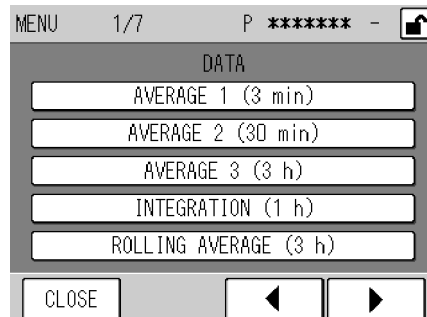 MENU 1/7 P ******* -
DATA
AVERAGE 1 (3 min)
AVERAGE 2 (30 min)
AVERAGE 3 (3 h)
INTEGRATION (1 h)
ROLLING AVERAGE (3 h)
CLOSE